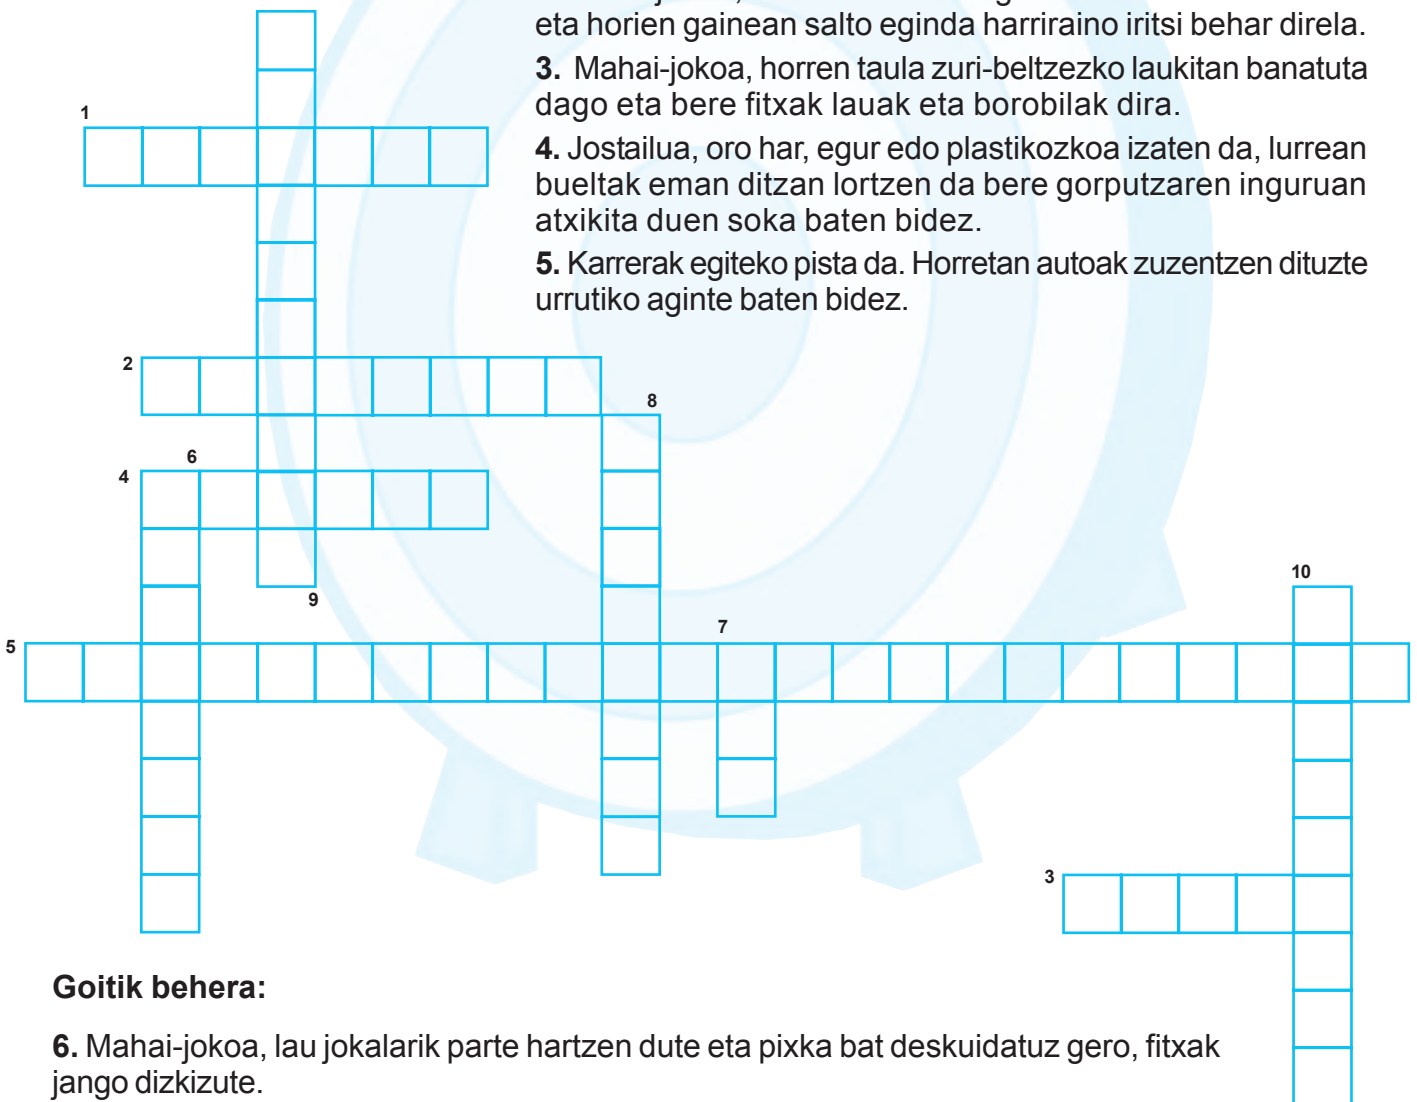 eta horien gainean salto eginda harriraino iritsi behar direla.
3. Mahai-jokoa, horren taula zuri-beltzezko laukitan banatuta
dago eta bere fitxak lauak eta borobilak dira.
4. Jostailua, oro har, egur edo plastikozkoa izaten da, lurrean
bueltak eman ditzan lortzen da bere gorputzaren inguruan
atxikita duen soka baten bidez.
5. Karrerak egiteko pista da. Horretan autoak zuzentzen dituzte
urrutiko aginte baten bidez.
1
2
8
6
4
9
10
7
5
3
Goitik behera:
6. Mahai-jokoa, lau jokalarik parte hartzen dute eta pixka bat deskuidatuz gero, fitxak
jango dizkizute.